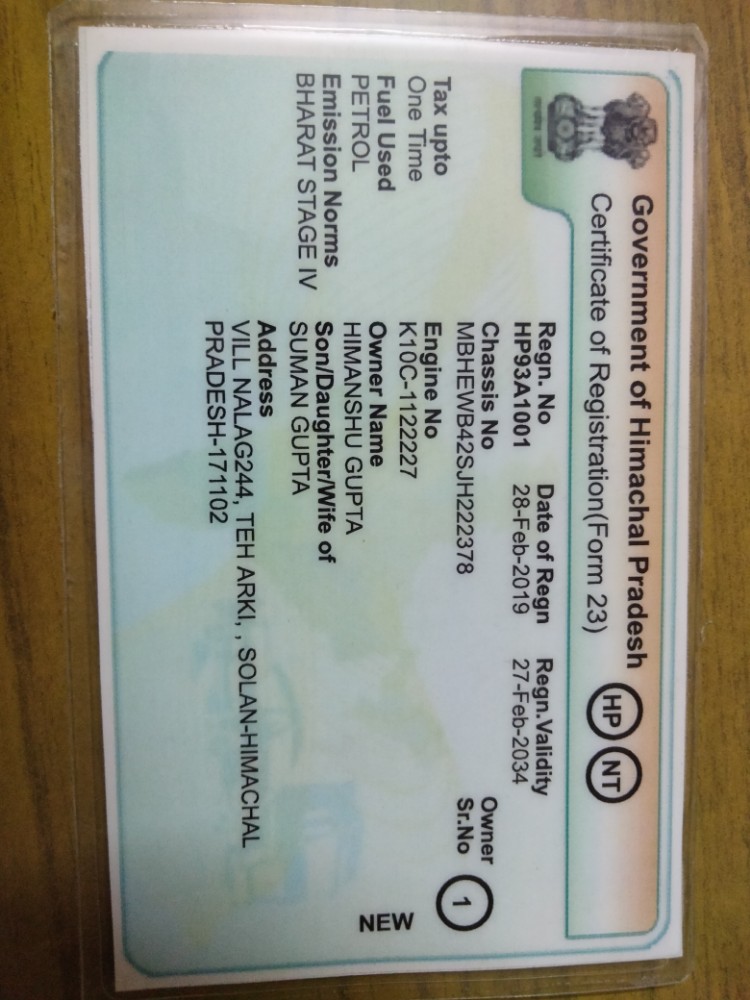 Government of Himachal Pradesh
Certificate of Registration(Form 23)
HP NT
Regn. No Date of Regn Regn.Validity
HP93A1001 28-Feb-2019 27-Feb-2034
Chassis No
MBHEWB42SJH222378
Owner
Sr.No
1
Tax upto
One Time
Engine No
K10C-1122227
Fuel Used
PETROL
Owner Name
HIMANSHU GUPTA
NEW
Emission Norms
BHARAT STAGE IV
Son/Daughter/Wife of
SUMAN GUPTA
Address
VILL NALAG244, TEH ARKI, , SOLAN-HIMACHAL
PRADESH-171102